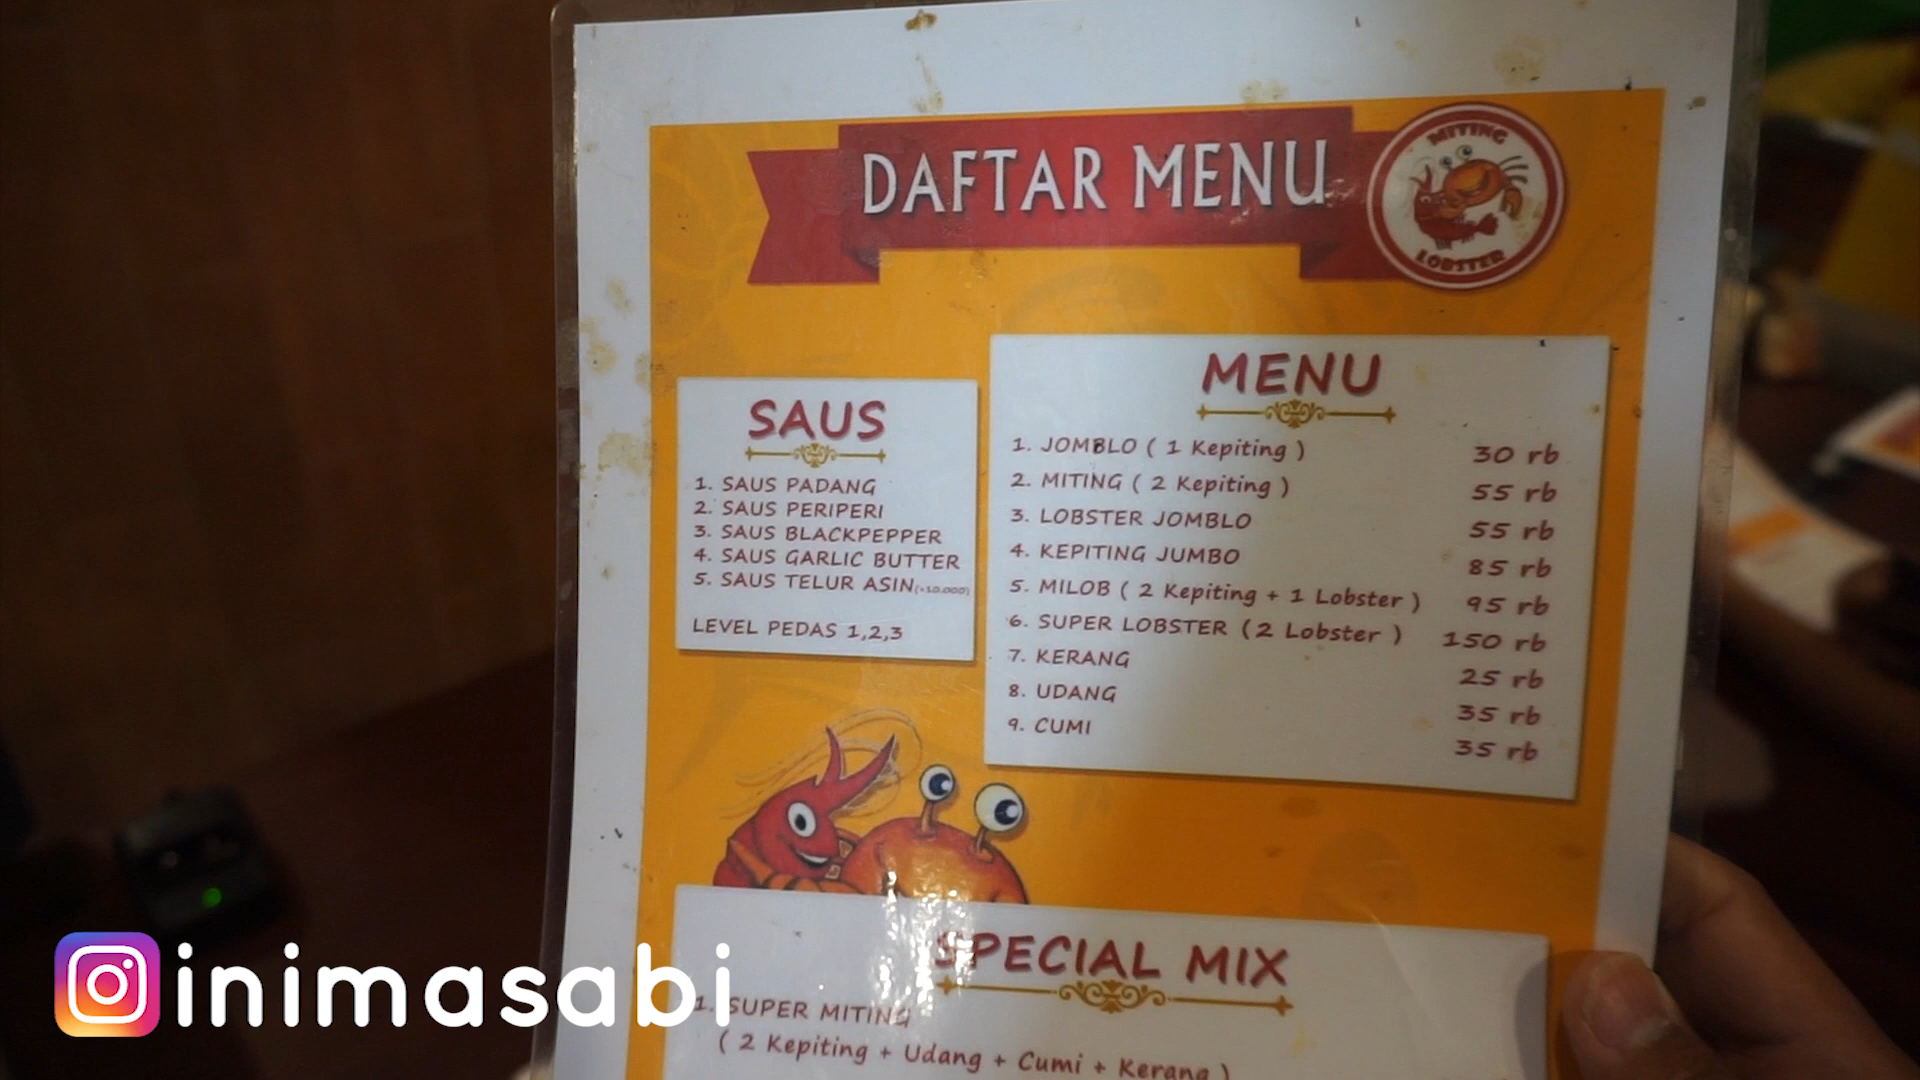 DAFTAR MENU
MITING
LOBSTER
SAUS
1. SAUS PADANG
2. SAUS PERIPERI
3. SAUS BLACKPEPPER
4. SAUS GARLIC BUTTER
5. SAUS TELUR ASIN (+10.000)
LEVEL PEDAS 1,2,3
MENU
1. JOMBLO ( 1 Kepiting ) 30 rb
2. MITING ( 2 Kepiting ) 55 rb
3. LOBSTER JOMBLO 55 rb
4. KEPITING JUMBO 85 rb
5. MILOB ( 2 Kepiting + 1 Lobster ) 95 rb
6. SUPER LOBSTER ( 2 Lobster ) 150 rb
7. KERANG 25 rb
8. UDANG 35 rb
9. CUMI 35 rb
SPECIAL MIX
1. SUPER MITING
( 2 Kepiting + Udang + Cumi + Kerang )
inimasabi